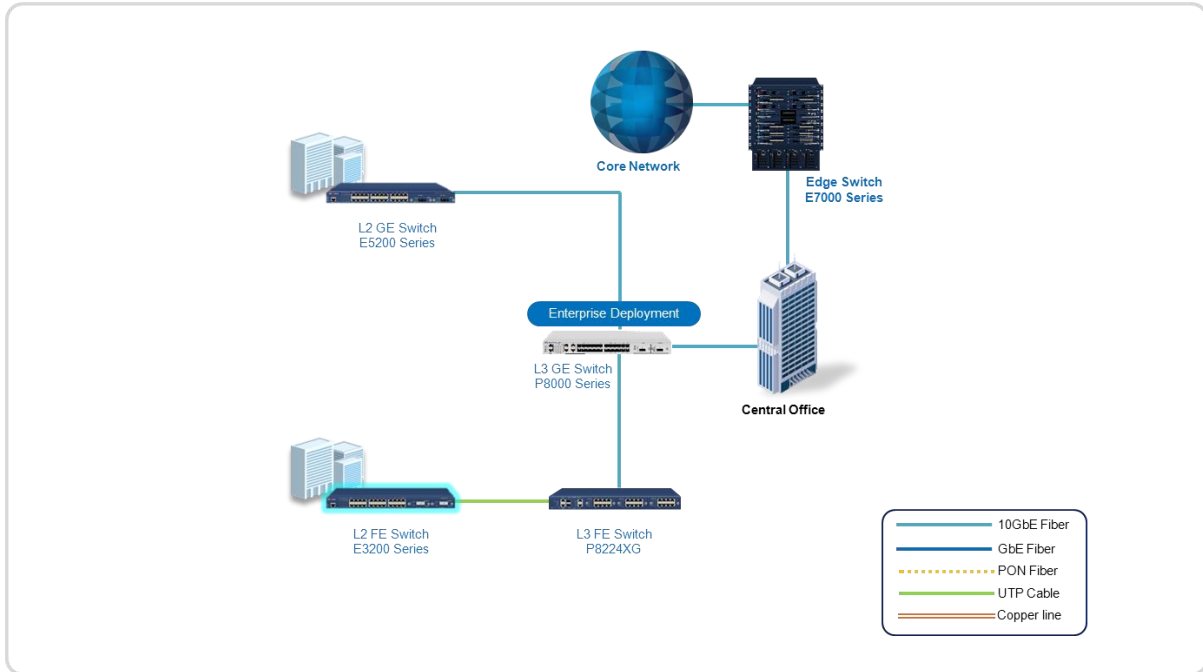 Core Network
Edge Switch
E7000 Series
L2 GE Switch
E5200 Series
Enterprise Deployment
L3 GE Switch
P8000 Series
Central Office
L2 FE Switch
E3200 Series
L3 FE Switch
P8224XG
10GbE Fiber
GbE Fiber
PON Fiber
UTP Cable
Copper line